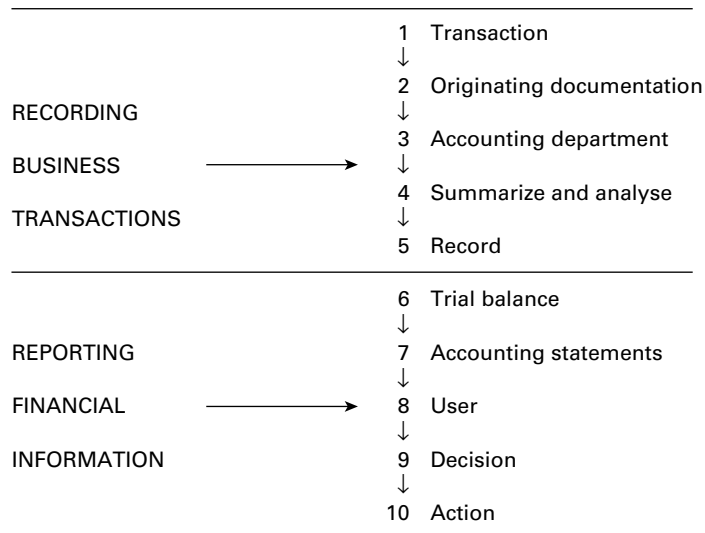 1 Transaction
↓
2 Originating documentation
RECORDING
↓
3 Accounting department
BUSINESS
↓
4 Summarize and analyse
TRANSACTIONS
↓
5 Record
6 Trial balance
↓
REPORTING
7 Accounting statements
↓
FINANCIAL
8 User
↓
INFORMATION
9 Decision
↓
10 Action